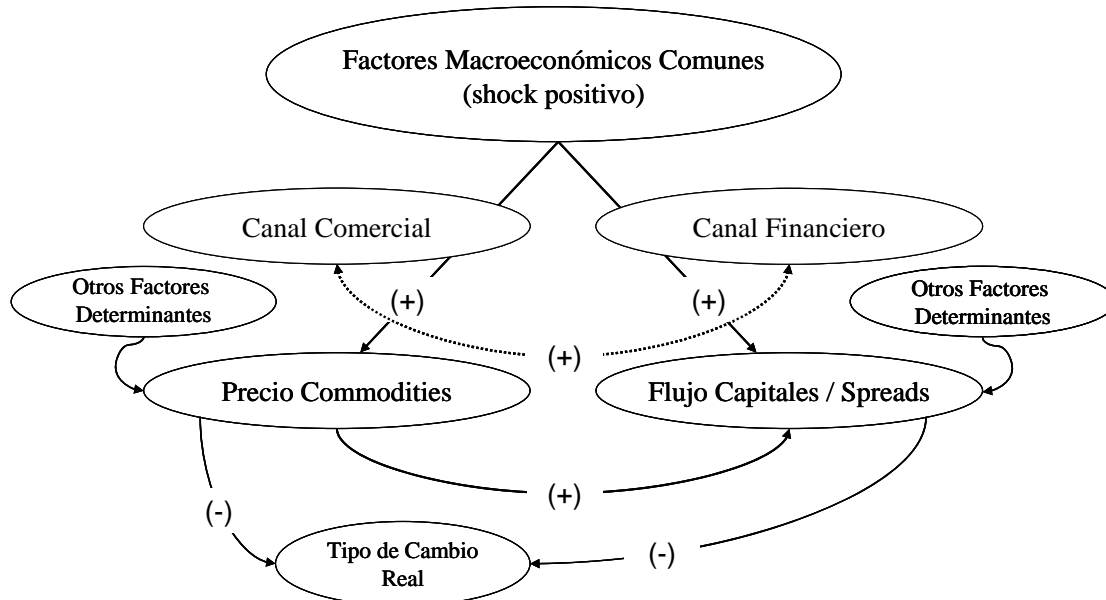 Factores Macroeconómicos Comunes
(shock positivo)
Canal Comercial
Canal Financiero
Otros Factores
Determinantes
(+)
(+)
Otros Factores
Determinantes
(+)
Precio Commodities
Flujo Capitales / Spreads
(+)
(-)
(-)
Tipo de Cambio
Real